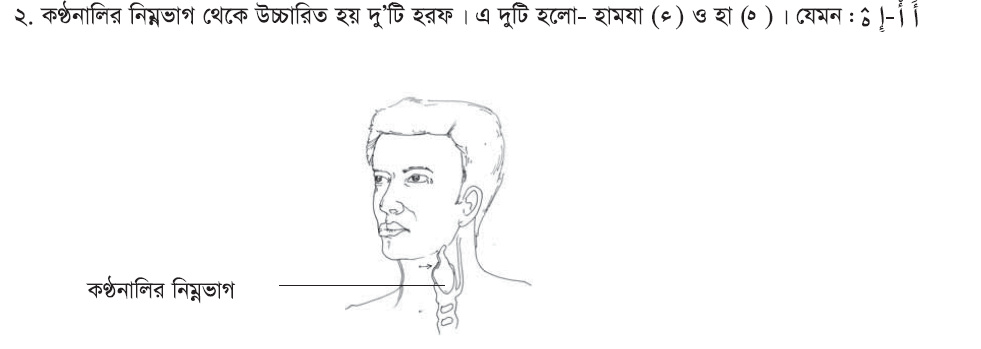 ২. কণ্ঠনালির নিম্নভাগ থেকে উচ্চারিত হয় দু’টি হরফ । এ দুটি হলো- হামযা (ء) ও হা (ه ) । যেমন :
কণ্ঠনালির নিম্নভাগ